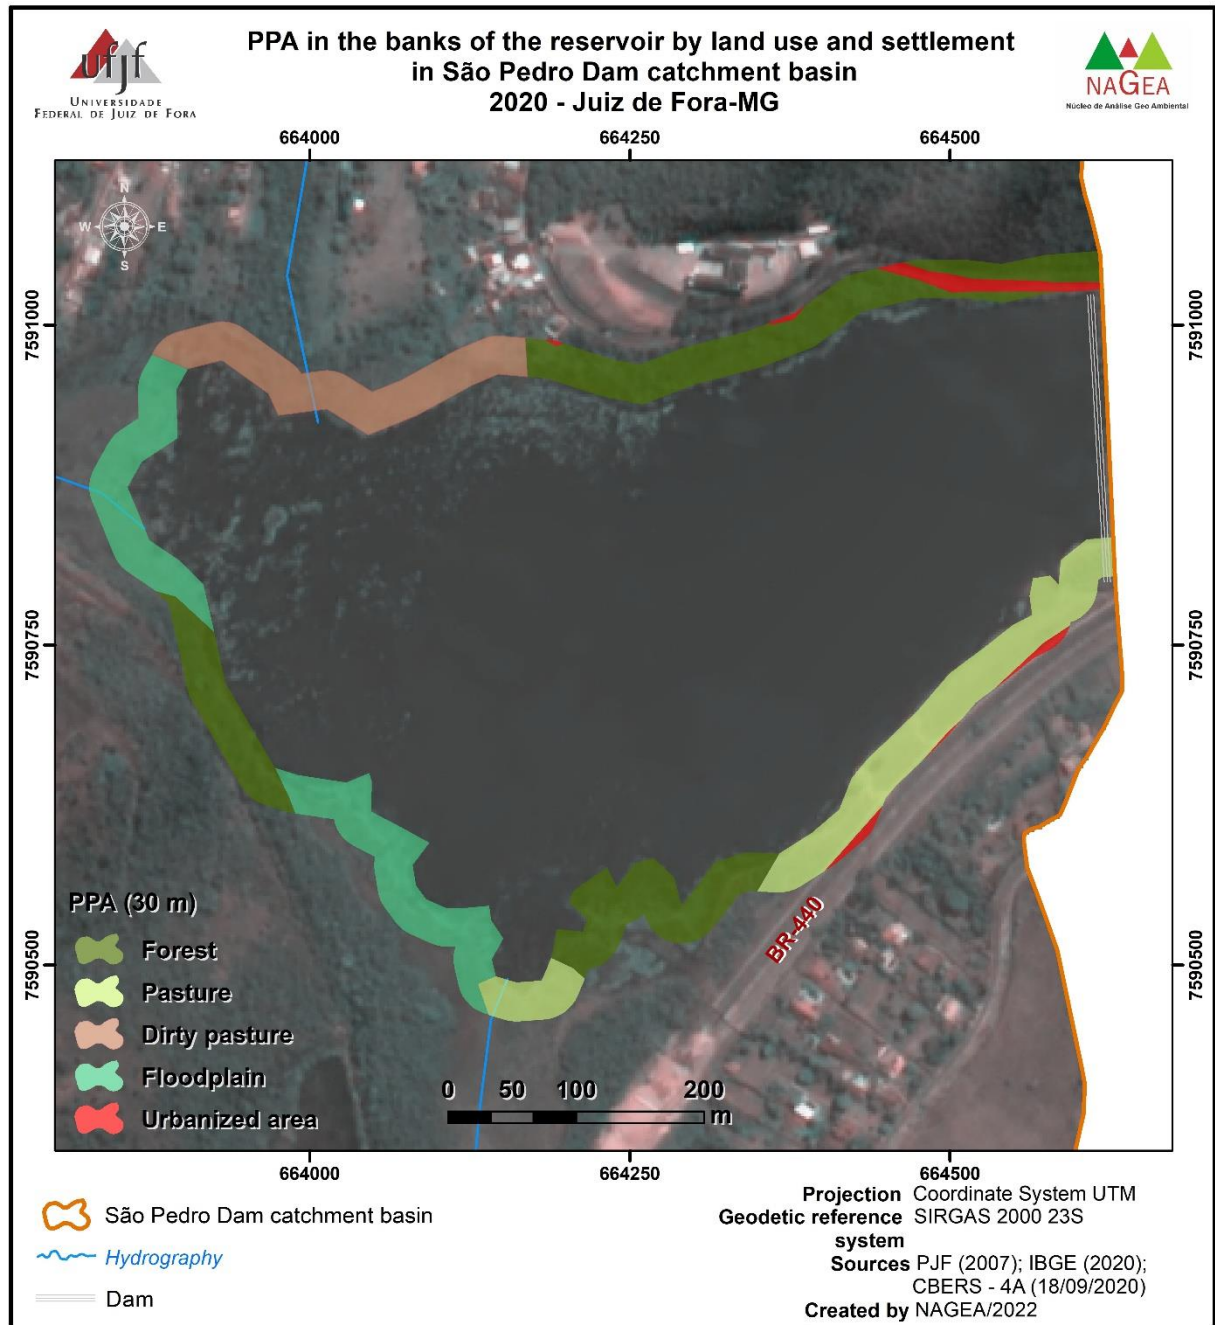 ufjf
UNIVERSIDADE
FEDERAL DE JUIZ DE FORA
PPA in the banks of the reservoir by land use and settlement
in São Pedro Dam catchment basin
2020 - Juiz de Fora-MG
NAGEA
Núcleo de Análise Geo Ambiental
664000 664250 664500
N
W E
S
7591000 7591000
7590750 7590750
7590500 7590500
BR-440
PPA (30 m)
Forest
Pasture
Dirty pasture
Floodplain
Urbanized area
0 50 100 200
m
664000 664250 664500
São Pedro Dam catchment basin
Hydrography
Dam
Projection Coordinate System UTM
Geodetic reference SIRGAS 2000 23S
system
Sources PJF (2007); IBGE (2020);
CBERS - 4A (18/09/2020)
Created by NAGEA/2022